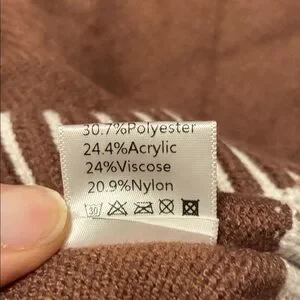 30.7%Polyester
24.4%Acrylic
24%Viscose
20.9%Nylon
30